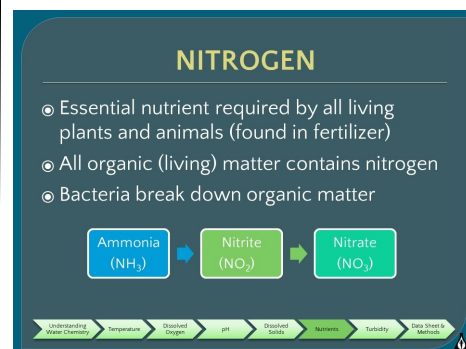 NITROGEN
Essential nutrient required by all living
plants and animals (found in fertilizer)
All organic (living) matter contains nitrogen
Bacteria break down organic matter
Ammonia
(NH₃)
Nitrite
(NO₂)
Nitrate
(NO₃)
Understanding
Water Chemistry
Temperature
Dissolved
Oxygen
pH
Dissolved
Solids
Nutrients
Turbidity
Data Sheet &
Methods